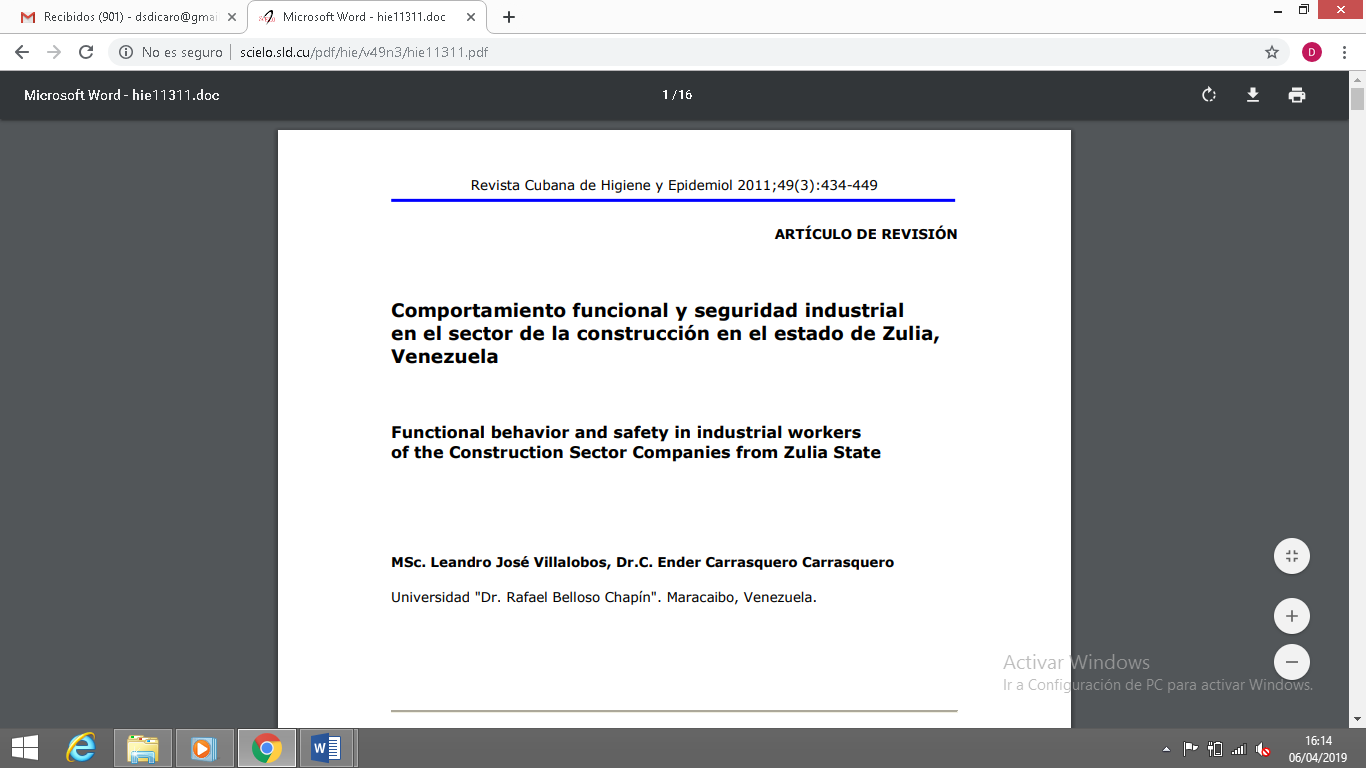 Recibidos (901) - dsdicaro@gmai
Microsoft Word - hie11311.doc
No es seguro
scielo.sld.cu/pdf/hie/v49n3/hie11311.pdf
D
Microsoft Word - hie11311.doc
1 / 16
Revista Cubana de Higiene y Epidemiol 2011;49(3):434-449
ARTÍCULO DE REVISIÓN
Comportamiento funcional y seguridad industrial
en el sector de la construcción en el estado de Zulia,
Venezuela
Functional behavior and safety in industrial workers
of the Construction Sector Companies from Zulia State
MSc. Leandro José Villalobos, Dr.C. Ender Carrasquero Carrasquero
Universidad "Dr. Rafael Belloso Chapín". Maracaibo, Venezuela.
Activar Windows
Ir a Configuración de PC para activar Windows.
16:14
06/04/2019